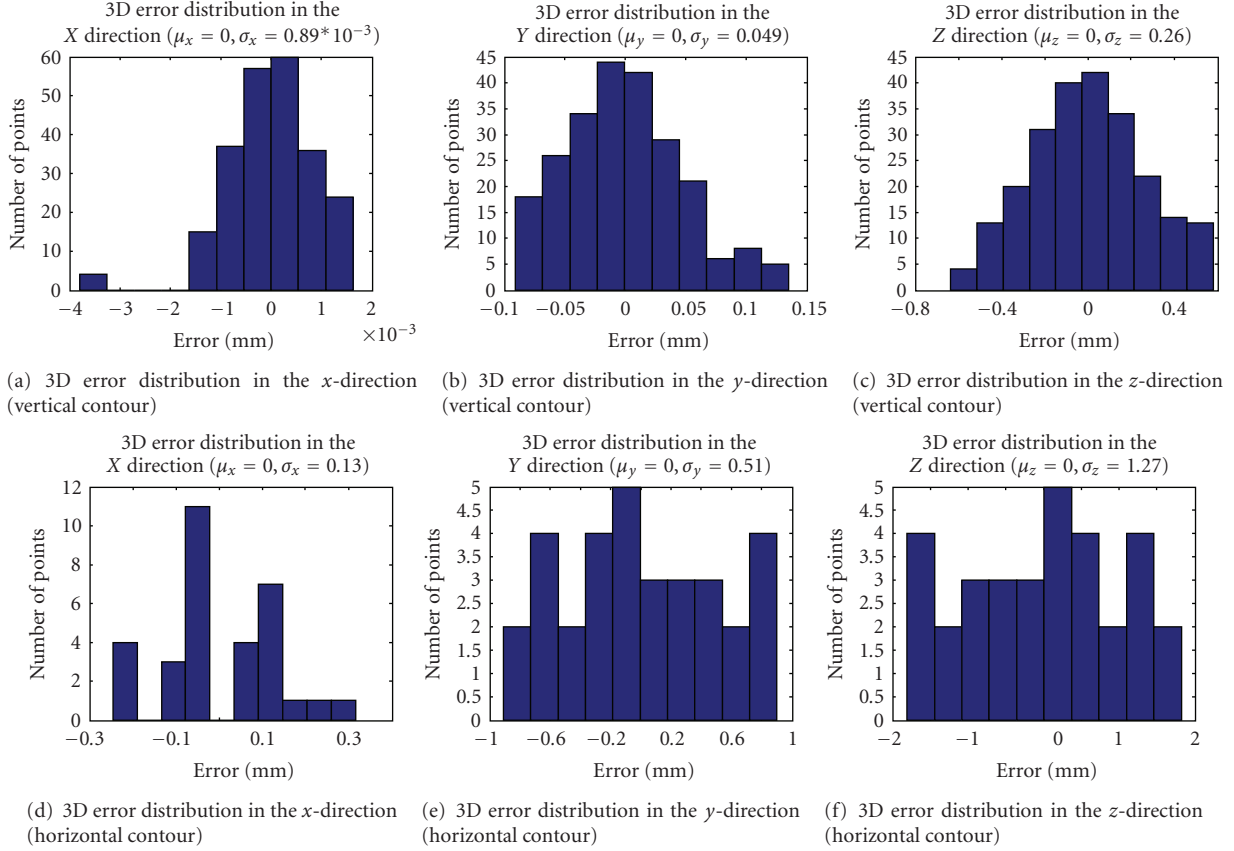 3D error distribution in the
X direction (μx = 0, σx = 0.89*10−3)
60
50
40
30
20
10
0
−4
−3
−2
−1
0
1
2
×10−3
Number of points
Error (mm)
(a) 3D error distribution in the x-direction
(vertical contour)
3D error distribution in the
Y direction (μy = 0, σy = 0.049)
45
40
35
30
25
20
15
10
5
0
−0.1
−0.05
0
0.05
0.1
0.15
Number of points
Error (mm)
(b) 3D error distribution in the y-direction
(vertical contour)
3D error distribution in the
Z direction (μz = 0, σz = 0.26)
45
40
35
30
25
20
15
10
5
0
−0.8
−0.4
0
0.4
Number of points
Error (mm)
(c) 3D error distribution in the z-direction
(vertical contour)
3D error distribution in the
X direction (μx = 0, σx = 0.13)
12
10
8
6
4
2
0
−0.3
−0.1
0.1
0.3
Number of points
Error (mm)
(d) 3D error distribution in the x-direction
(horizontal contour)
3D error distribution in the
Y direction (μy = 0, σy = 0.51)
5
4.5
4
3.5
3
2.5
2
1.5
1
0.5
0
−1
−0.6
−0.2
0.2
0.6
1
Number of points
Error (mm)
(e) 3D error distribution in the y-direction
(horizontal contour)
3D error distribution in the
Z direction (μz = 0, σz = 1.27)
5
4.5
4
3.5
3
2.5
2
1.5
1
0.5
0
−2
−1
0
1
2
Number of points
Error (mm)
(f) 3D error distribution in the z-direction
(horizontal contour)